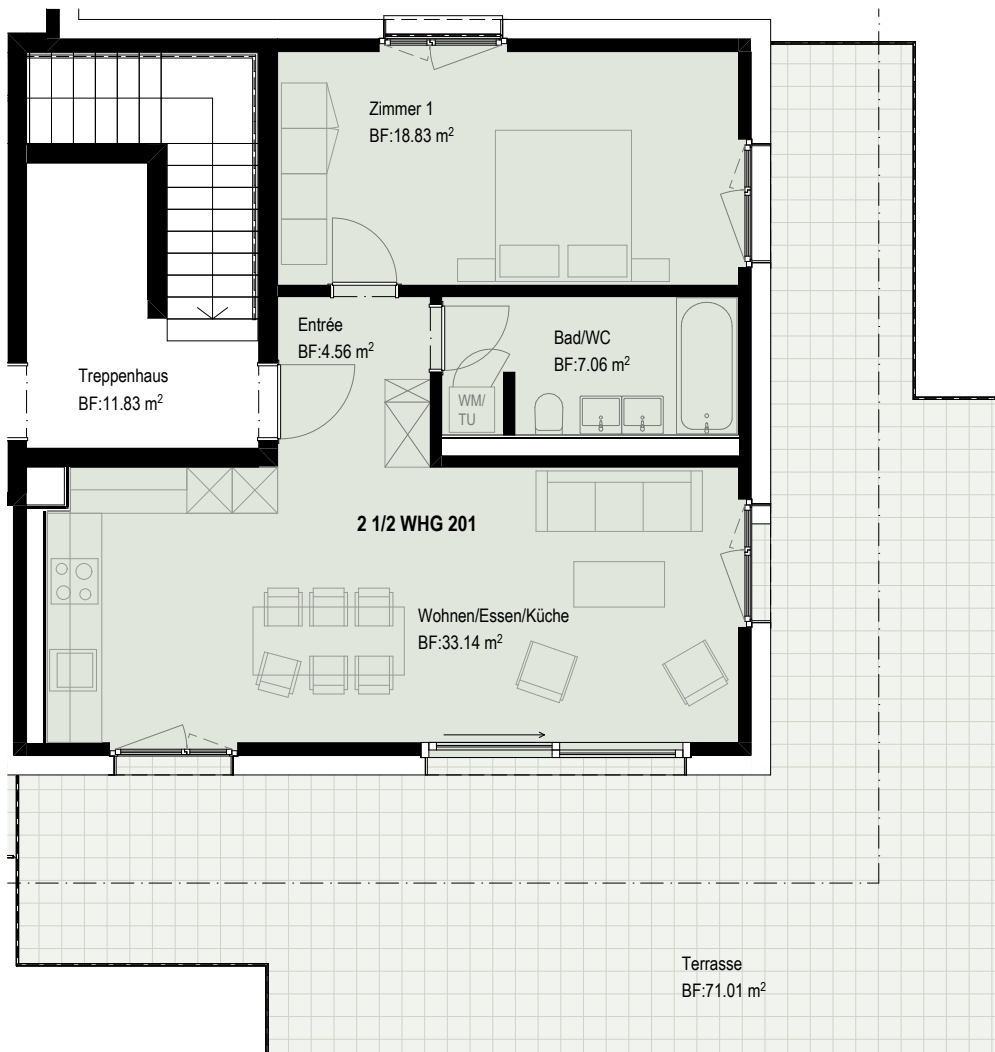 Zimmer 1
BF:18.83 m²
Entrée
BF:4.56 m²
Bad/WC
BF:7.06 m²
Treppenhaus
BF:11.83 m²
WM/
TU
2 1/2 WHG 201
Wohnen/Essen/Küche
BF:33.14 m²
Terrasse
BF:71.01 m²